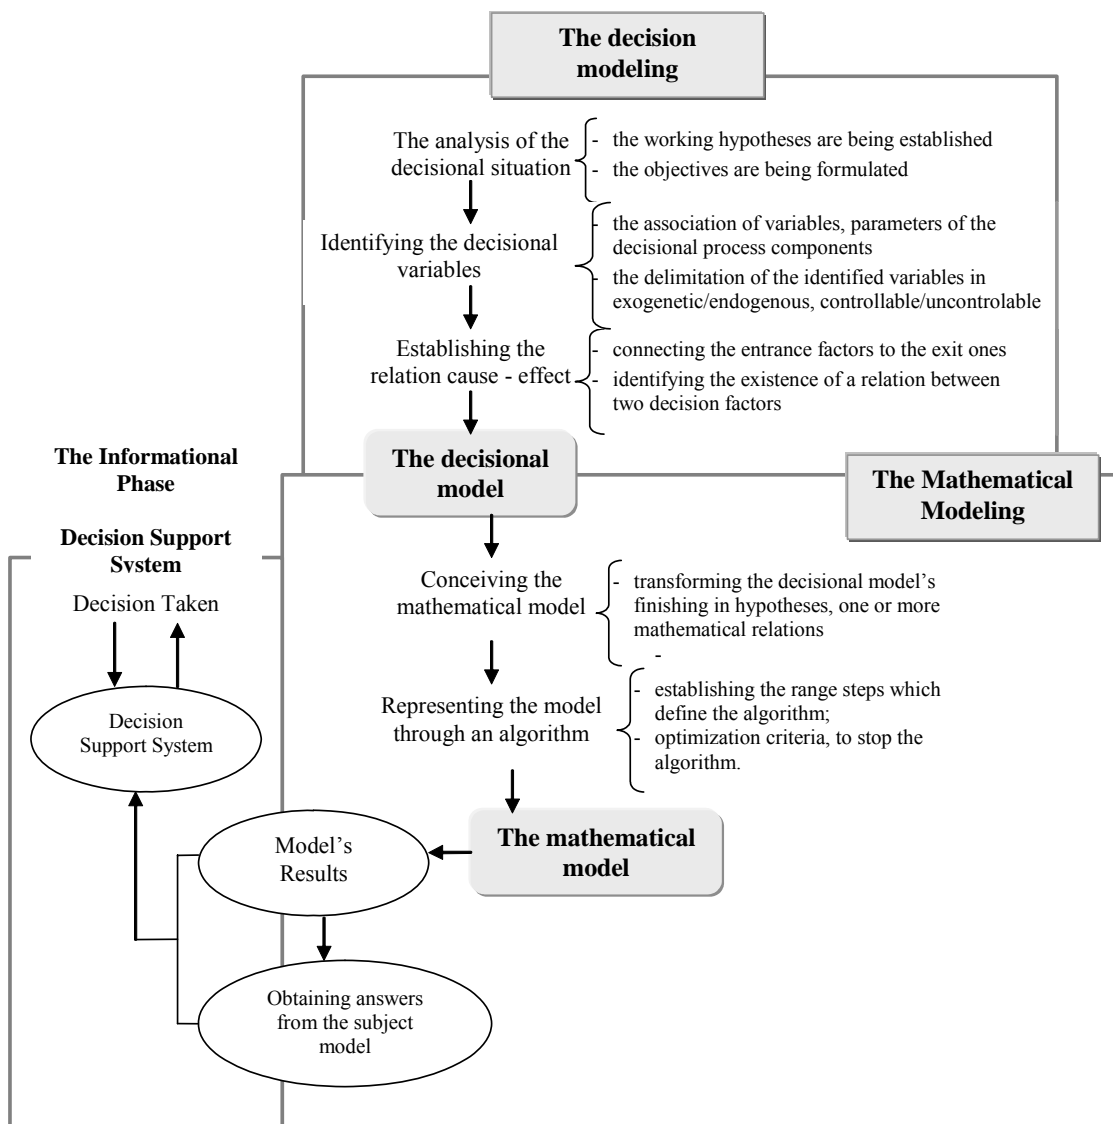 The decision
modeling
The analysis of the
decisional situation
- the working hypotheses are being established
- the objectives are being formulated
Identifying the decisional
variables
- the association of variables, parameters of the
decisional process components
- the delimitation of the identified variables in
exogenetic/endogenous, controllable/uncontrolable
Establishing the
relation cause - effect
- connecting the entrance factors to the exit ones
- identifying the existence of a relation between
two decision factors
The decisional
model
The Mathematical
Modeling
The Informational
Phase
Decision Support
System
Decision Taken
Decision
Support System
Conceiving the
mathematical model
- transforming the decisional model’s
finishing in hypotheses, one or more
mathematical relations
-
Representing the model
through an algorithm
- establishing the range steps which
define the algorithm;
- optimization criteria, to stop the
algorithm.
The mathematical
model
Model’s
Results
Obtaining answers
from the subject
model